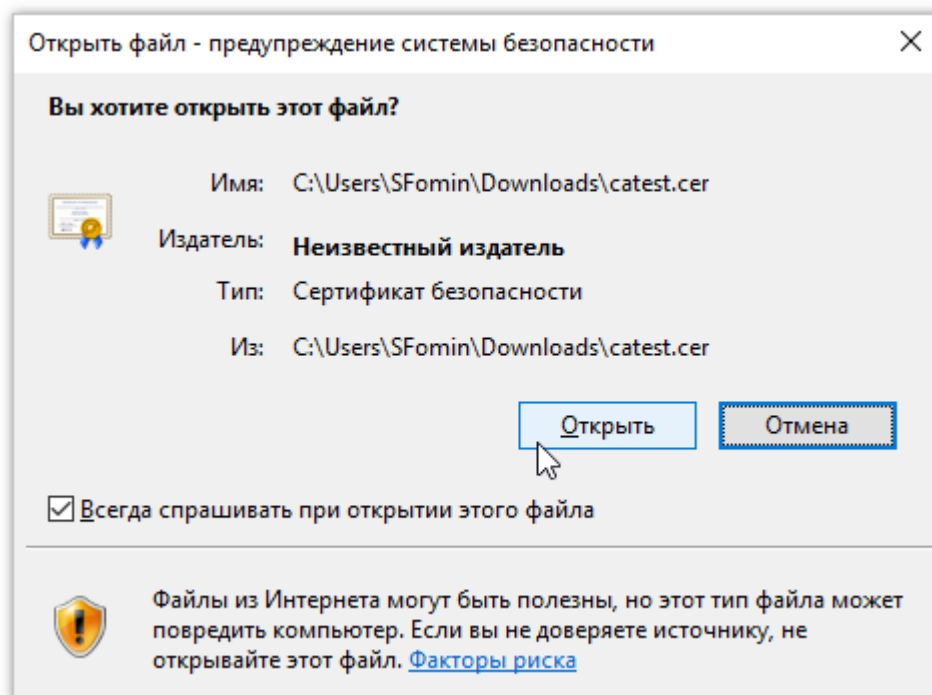 Открыть файл - предупреждение системы безопасности
Вы хотите открыть этот файл?
Имя: C:\Users\SFomin\Downloads\catest.cer
Издатель: Неизвестный издатель
Тип: Сертификат безопасности
Из: C:\Users\SFomin\Downloads\catest.cer
Открыть Отмена
Всегда спрашивать при открытии этого файла
Файлы из Интернета могут быть полезны, но этот тип файла может
повредить компьютер. Если вы не доверяете источнику, не
открывайте этот файл. Факторы риска